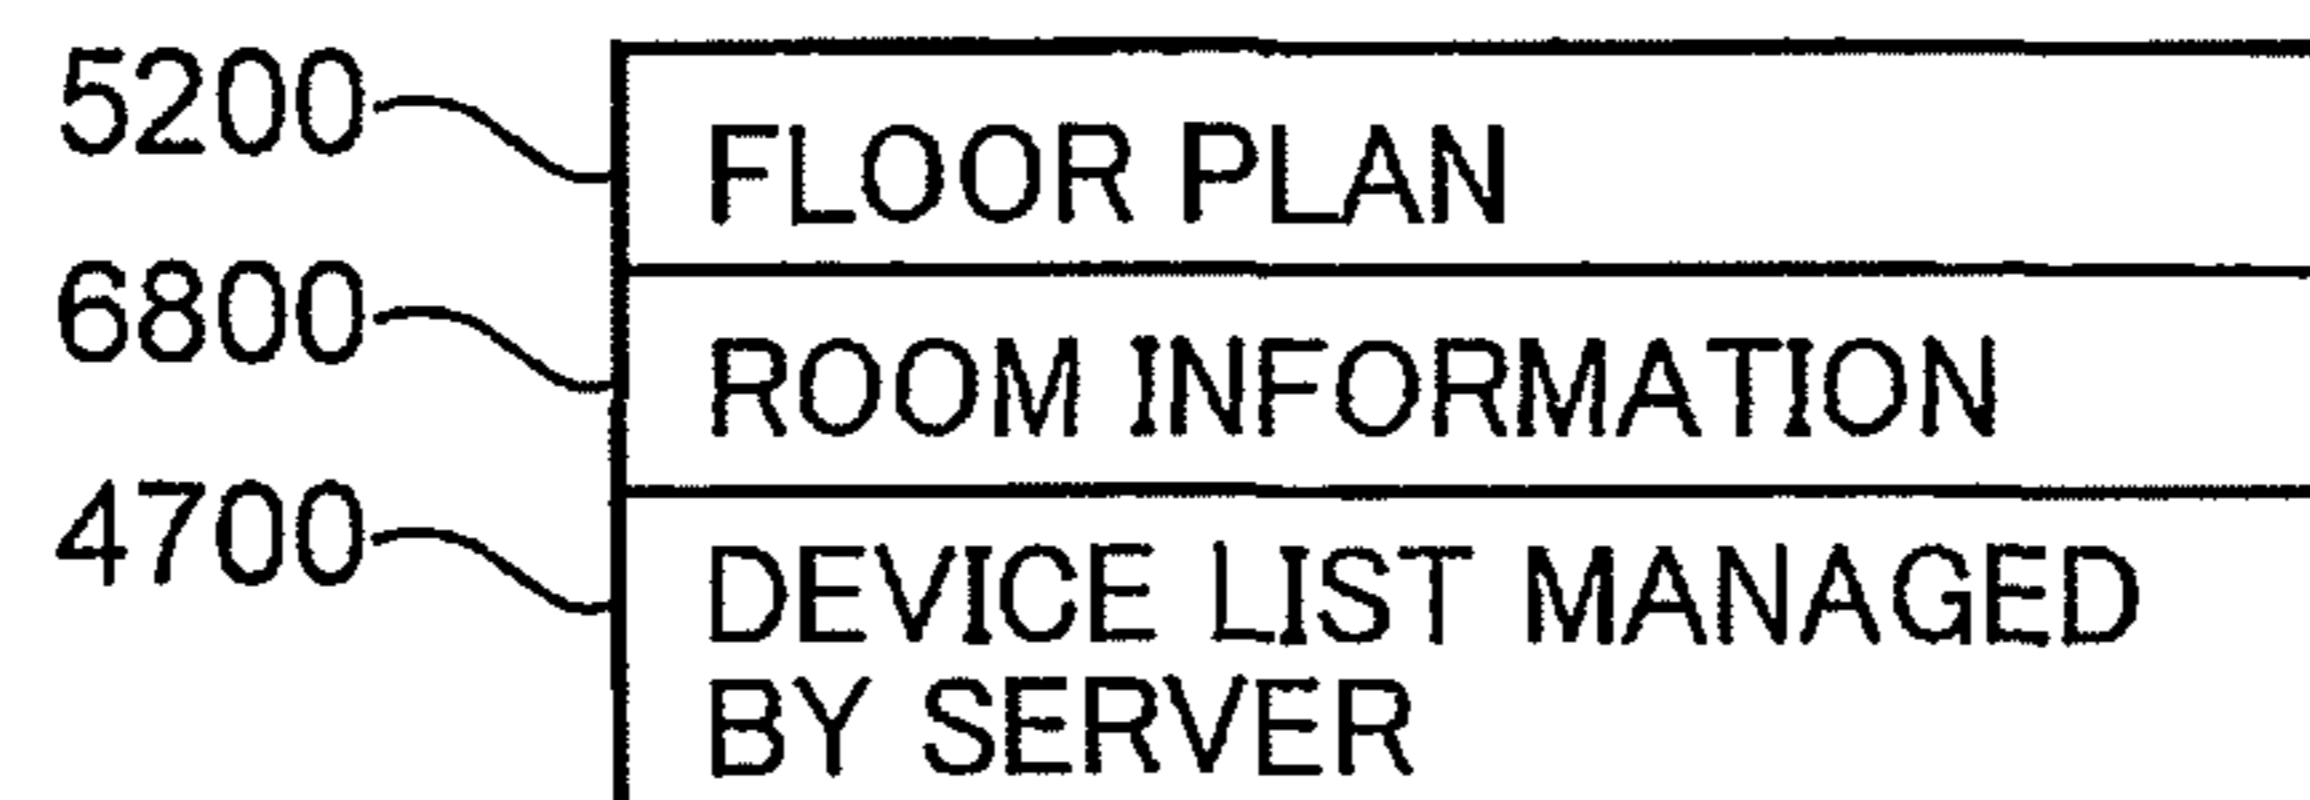 5200
FLOOR PLAN
6800
ROOM INFORMATION
4700
DEVICE LIST MANAGED
BY SERVER